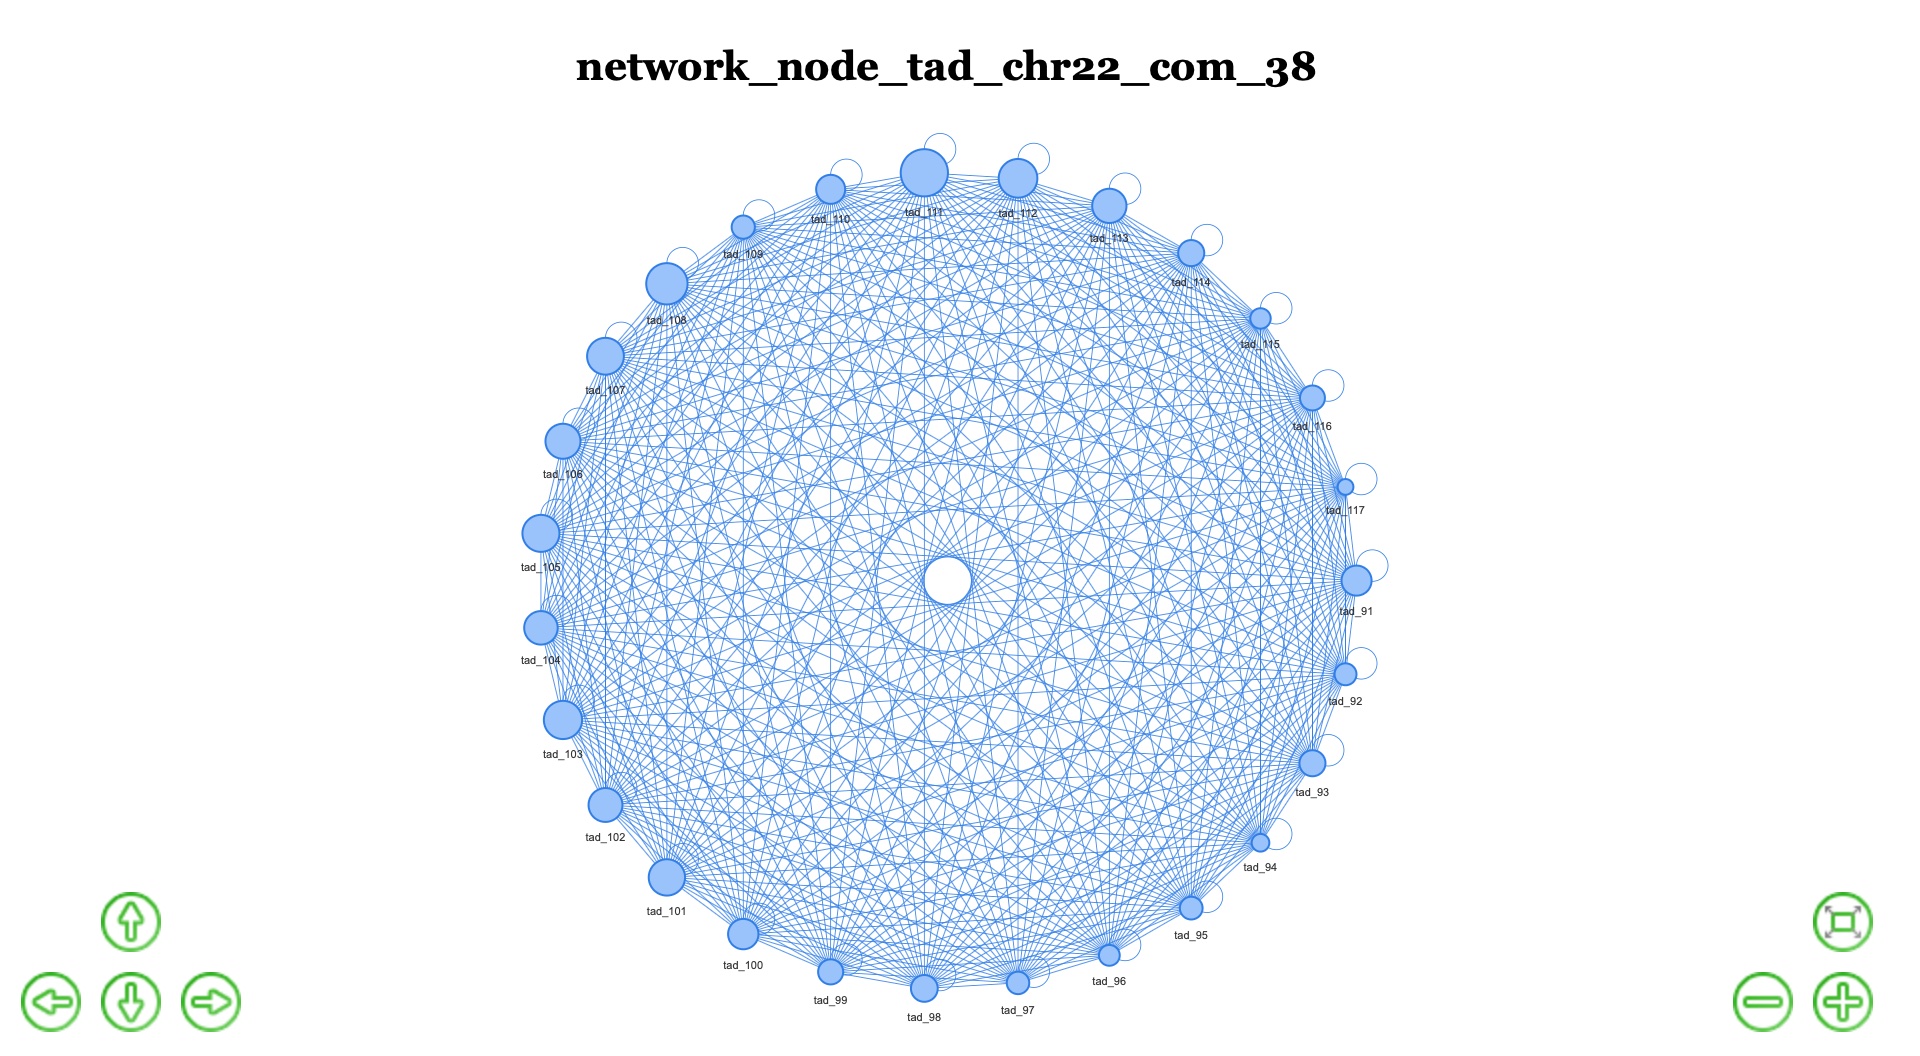 network_node_tad_chr22_com_38
tad_111
tad_112
tad_110
tad_113
tad_109
tad_114
tad_108
tad_115
tad_107
tad_116
tad_106
tad_117
tad_105
tad_91
tad_104
tad_92
tad_103
tad_93
tad_102
tad_94
tad_101
tad_95
tad_100
tad_96
tad_99
tad_97
tad_98